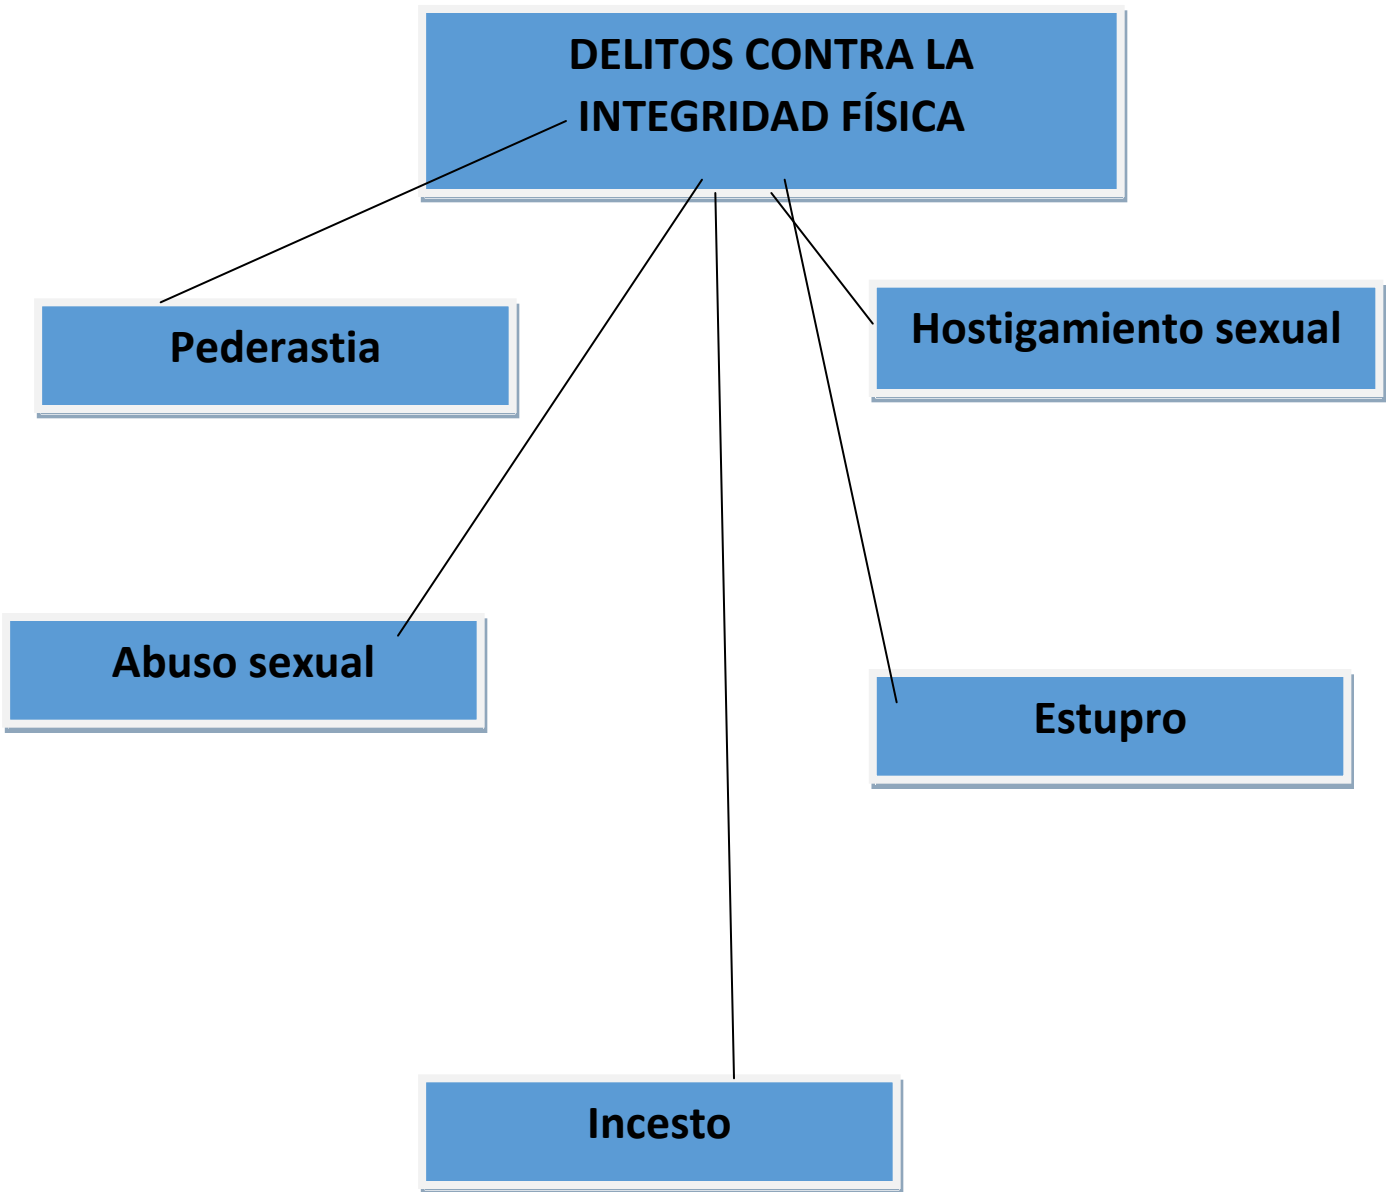 DELITOS CONTRA LA
INTEGRIDAD FÍSICA
Pederastia
Hostigamiento sexual
Abuso sexual
Estupro
Incesto